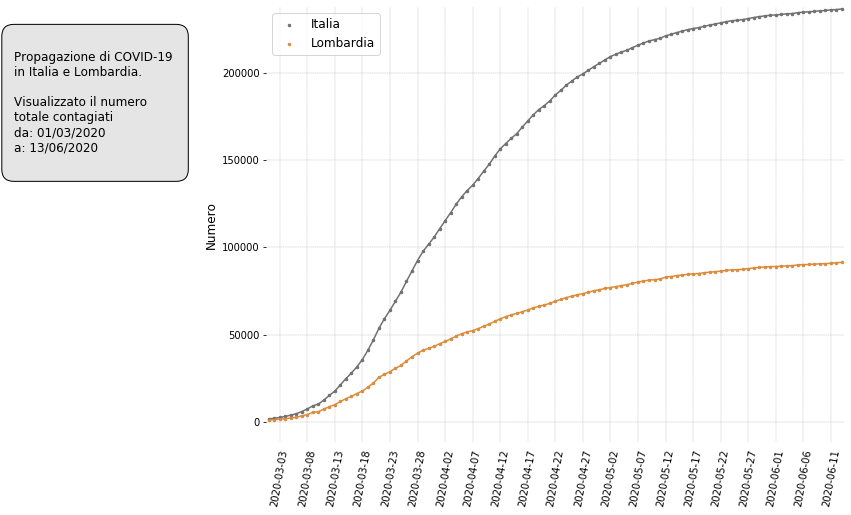 Propagazione di COVID-19
in Italia e Lombardia.
Visualizzato il numero
totale contagiati
da: 01/03/2020
a: 13/06/2020
Italia
Lombardia
Numero
200000
150000
100000
50000
0
2020-03-03
2020-03-08
2020-03-13
2020-03-18
2020-03-23
2020-03-28
2020-04-02
2020-04-07
2020-04-12
2020-04-17
2020-04-22
2020-04-27
2020-05-02
2020-05-07
2020-05-12
2020-05-17
2020-05-22
2020-05-27
2020-06-01
2020-06-06
2020-06-11